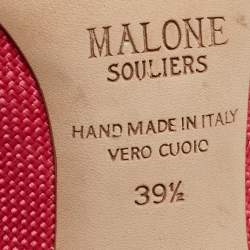 MALONE
SOULIERS
HAND MADE IN ITALY
VERO CUOIO
39½